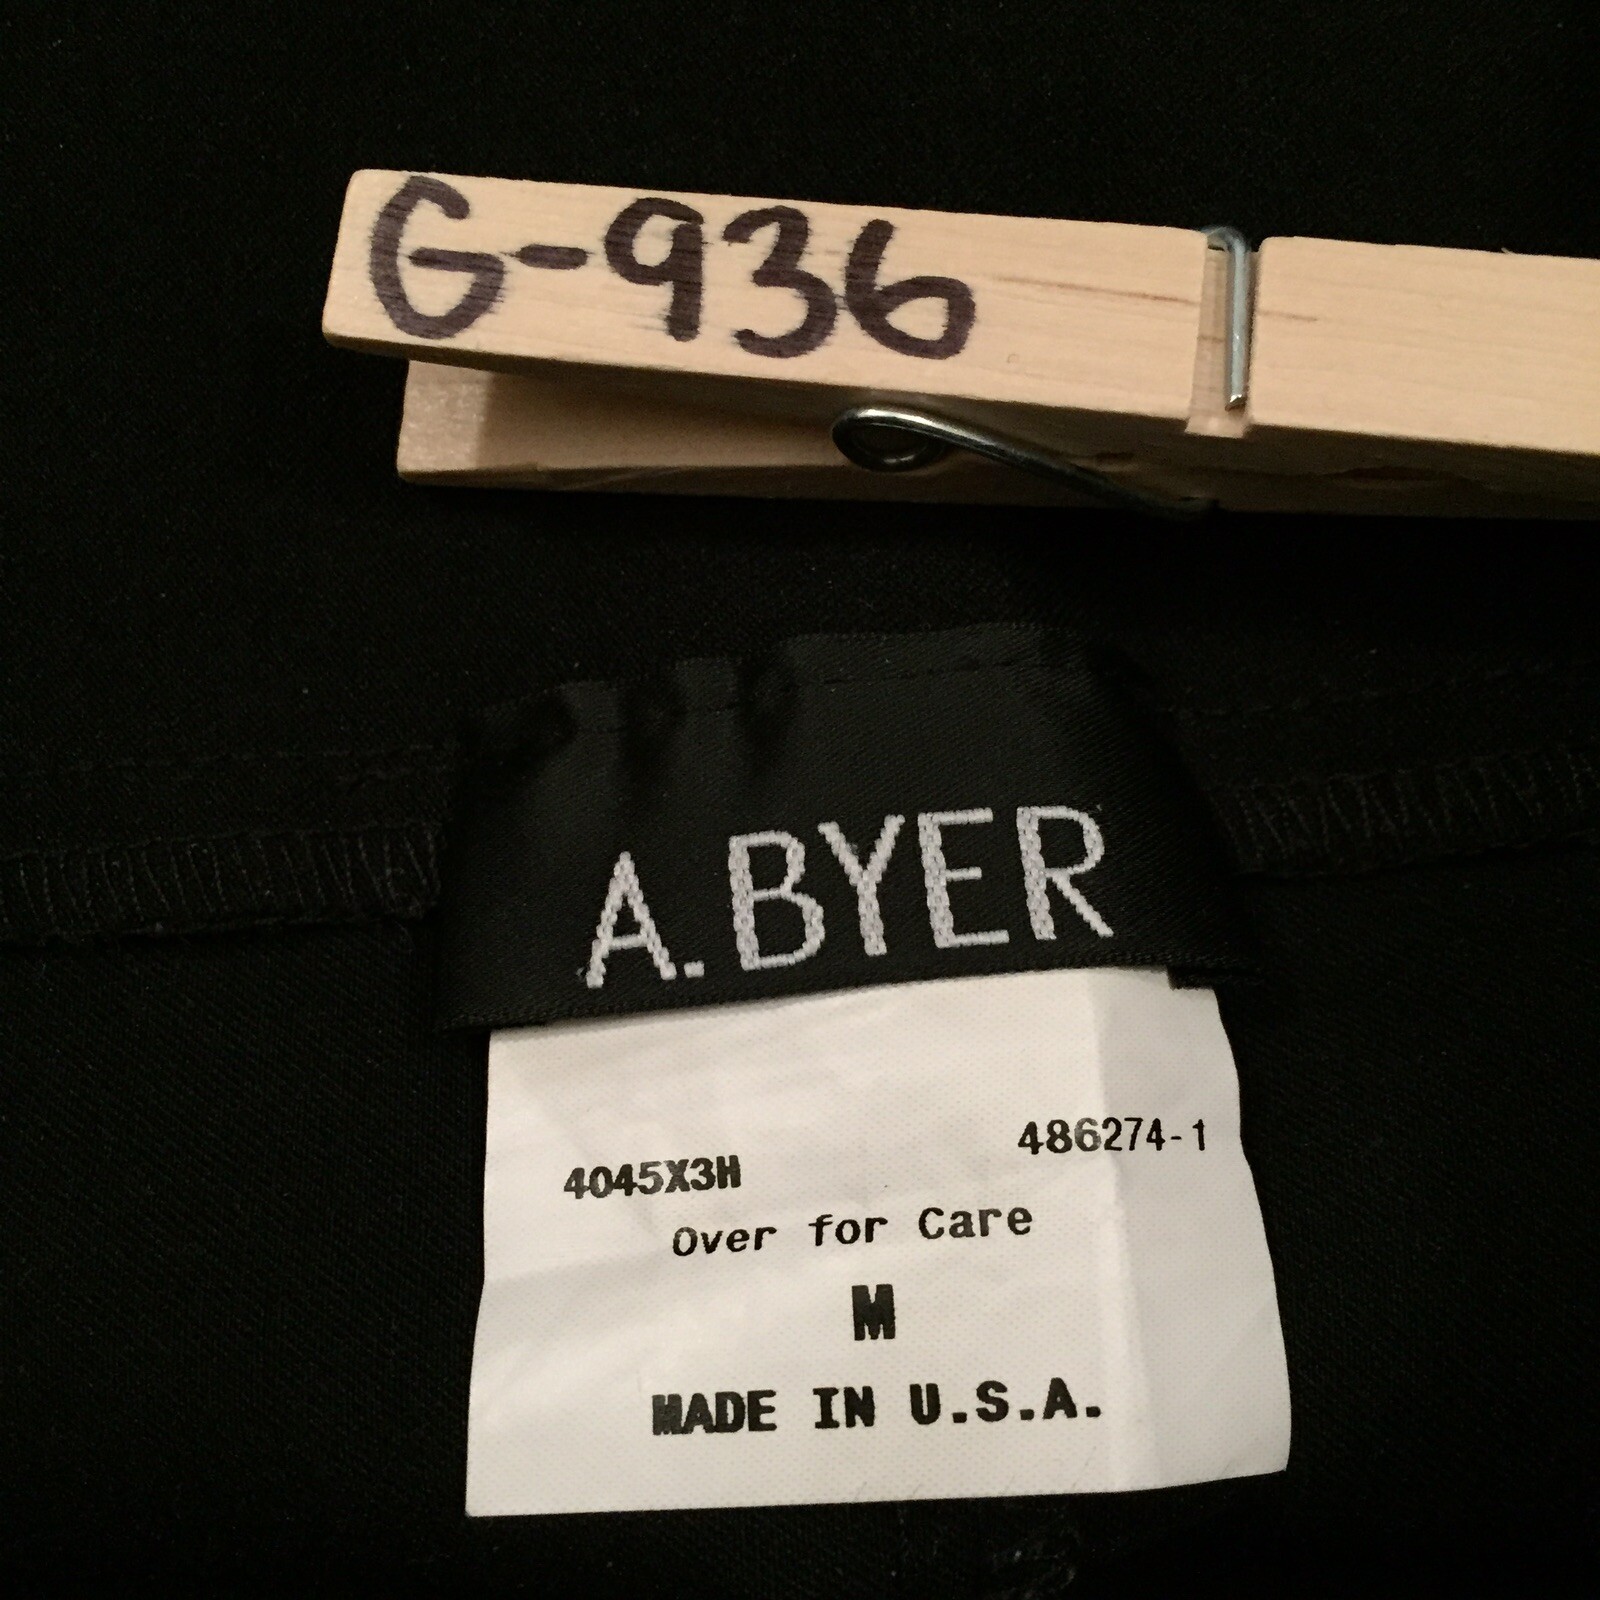 G-936
A.BYER
486274-1
4045X3H
Over for Care
M
MADE IN U.S.A.